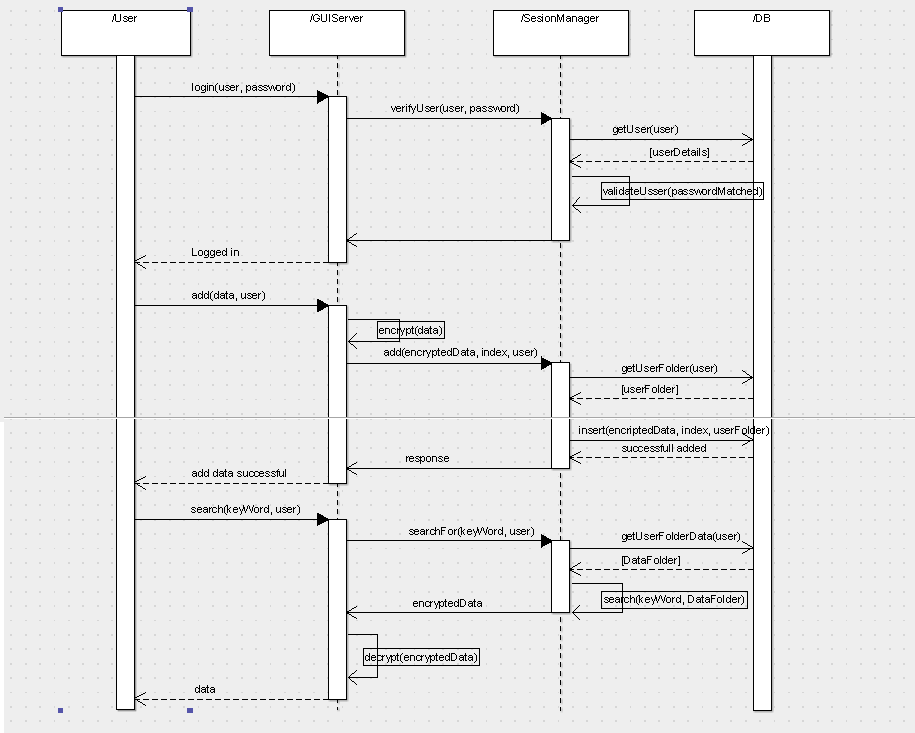 /User
/GUIServer
/SesionManager
/DB
login(user, password)
verifyUser(user, password)
getUser(user)
[userDetails]
validateUsser(passwordMatched)
Logged in
add(data, user)
encrypt(data)
add(encryptedData, index, user)
getUserFolder(user)
[userFolder]
insert(encriptedData, index, userFolder)
successfull added
response
add data successful
search(keyWord, user)
searchFor(keyWord, user)
getUserFolderData(user)
[DataFolder]
search(keyWord, DataFolder)
encryptedData
decrypt(encryptedData)
data